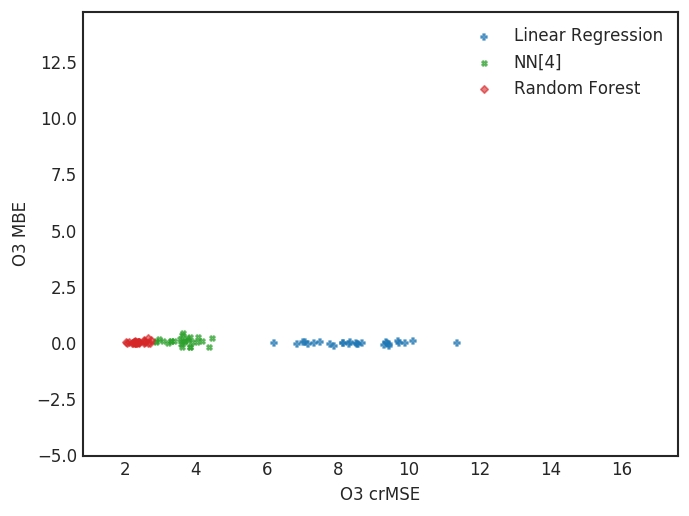 Linear Regression
NN[4]
Random Forest
O3 MBE
12.5
10.0
7.5
5.0
2.5
0.0
−2.5
−5.0
2 4 6 8 10 12 14 16
O3 crMSE